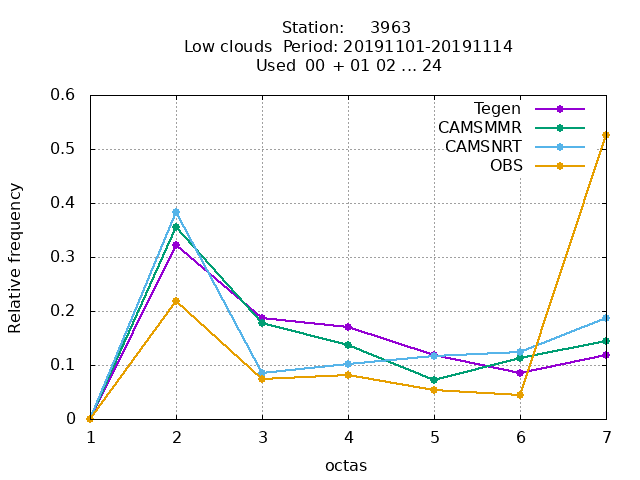 Station: 3963
Low clouds Period: 20191101-20191114
Used 00 + 01 02 ... 24
Tegen
CAMSMMR
CAMSNRT
OBS
Relative frequency
0.6
0.5
0.4
0.3
0.2
0.1
0
1 2 3 4 5 6 7
octas